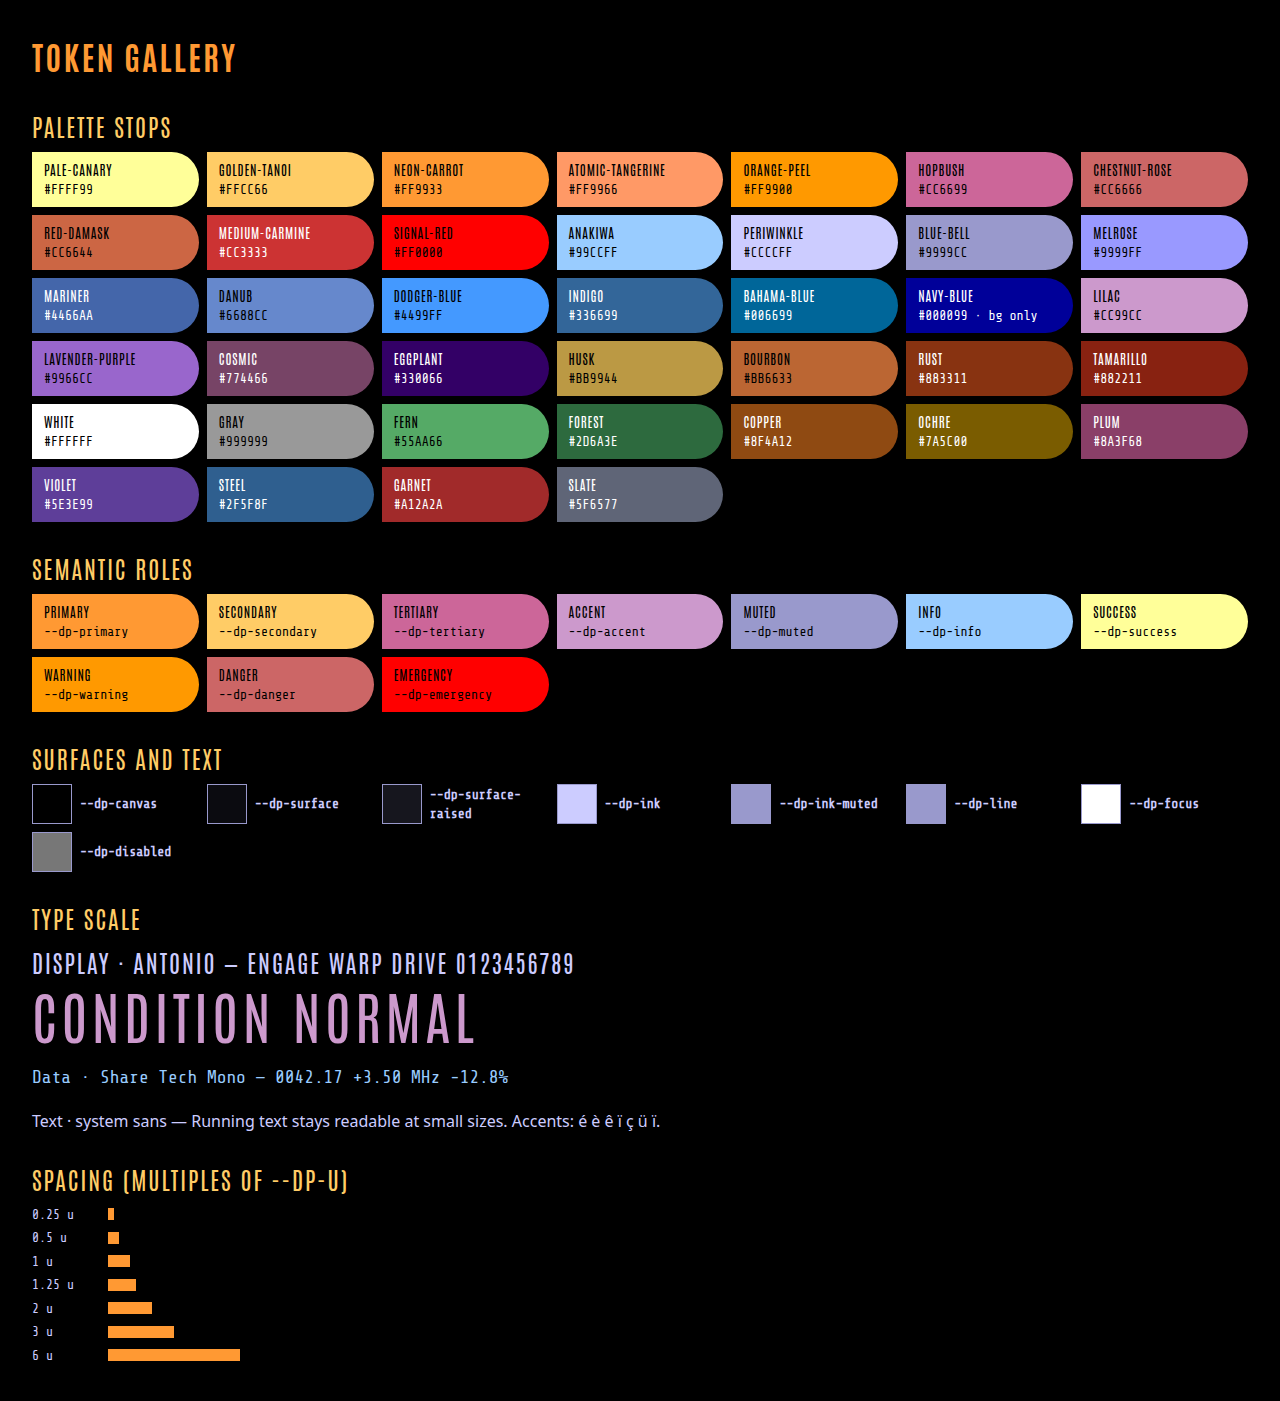 TOKEN GALLERY
PALETTE STOPS
PALE-CANARY
#FFFF99
GOLDEN-TANOI
#FFCC66
NEON-CARROT
#FF9933
ATOMIC-TANGERINE
#FF9966
ORANGE-PEEL
#FF9900
HOPBUSH
#CC6699
CHESTNUT-ROSE
#CC6666
RED-DAMASK
#CC6644
MEDIUM-CARMINE
#CC3333
SIGNAL-RED
#FF0000
ANAKIWA
#99CCFF
PERIWINKLE
#CCCCFF
BLUE-BELL
#9999CC
MELROSE
#9999FF
MARINER
#4466AA
DANUB
#6688CC
DODGER-BLUE
#4499FF
INDIGO
#336699
BAHAMA-BLUE
#006699
NAVY-BLUE
#000099 · bg only
LILAC
#CC99CC
LAVENDER-PURPLE
#9966CC
COSMIC
#774466
EGGPLANT
#330066
HUSK
#BB9944
BOURBON
#BB6633
RUST
#883311
TAMARILLO
#882211
WHITE
#FFFFFF
GRAY
#999999
FERN
#55AA66
FOREST
#2D6A3E
COPPER
#8F4A12
OCHRE
#7A5C00
PLUM
#8A3F68
VIOLET
#5E3E99
STEEL
#2F5F8F
GARNET
#A12A2A
SLATE
#5F6577
SEMANTIC ROLES
PRIMARY
--dp-primary
SECONDARY
--dp-secondary
TERTIARY
--dp-tertiary
ACCENT
--dp-accent
MUTED
--dp-muted
INFO
--dp-info
SUCCESS
--dp-success
WARNING
--dp-warning
DANGER
--dp-danger
EMERGENCY
--dp-emergency
SURFACES AND TEXT
--dp-canvas
--dp-surface
--dp-surface-
raised
--dp-ink
--dp-ink-muted
--dp-line
--dp-focus
--dp-disabled
TYPE SCALE
DISPLAY · ANTONIO — ENGAGE WARP DRIVE 0123456789
CONDITION NORMAL
Data · Share Tech Mono — 0042.17 +3.50 MHz −12.8%
Text · system sans — Running text stays readable at small sizes. Accents: é è ê ï ç ü ï.
SPACING (MULTIPLES OF --DP-U)
0.25 u
0.5 u
1 u
1.25 u
2 u
3 u
6 u